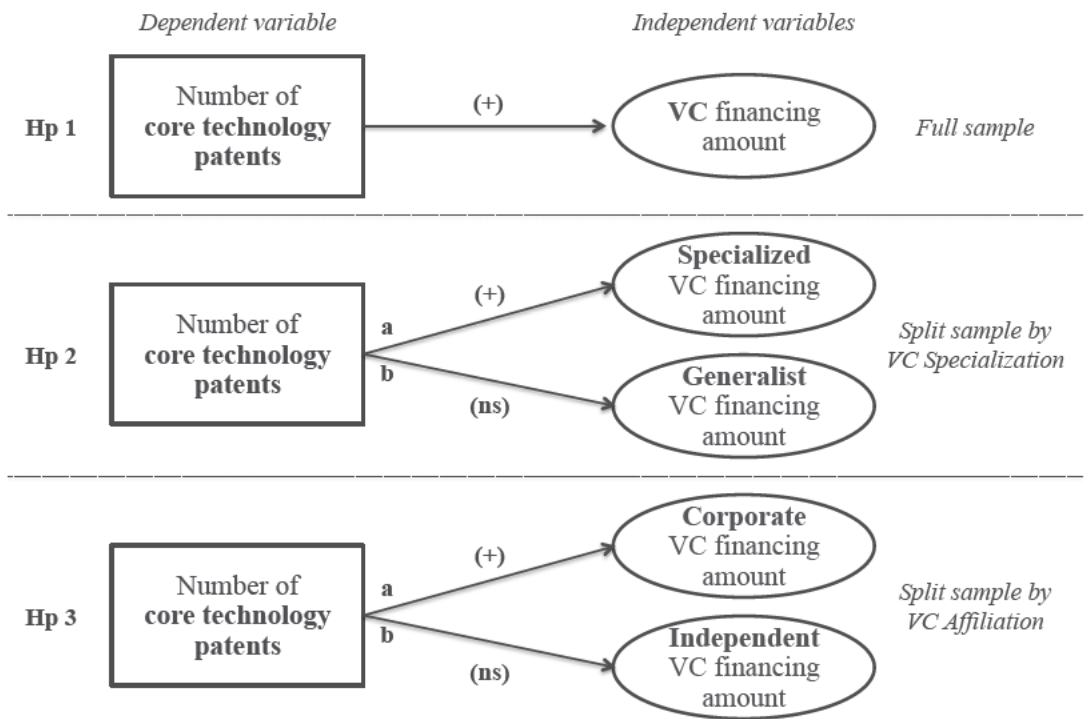 Dependent variable
Independent variables
Hp 1
Number of
core technology
patents
(+)
VC financing
amount
Full sample
Hp 2
Number of
core technology
patents
a
b
(+)
(ns)
Specialized
VC financing
amount
Generalist
VC financing
amount
Split sample by
VC Specialization
Hp 3
Number of
core technology
patents
a
b
(+)
(ns)
Corporate
VC financing
amount
Independent
VC financing
amount
Split sample by
VC Affiliation